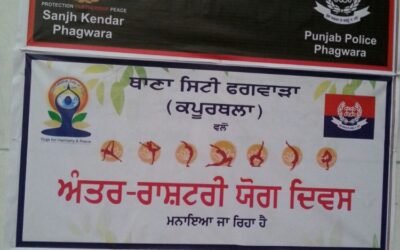 PROTECTION PEACE
Sanjh Kendar
Phagwara
Punjab Police
Phagwara
ਥਾਣਾ ਸਿਟੀ ਫਗਵਾੜਾ
(ਕਪੂਰਥਲਾ)
ਵਲੋਂ
Yoga for Harmony & Peace
ਅੰਤਰ-ਰਾਸ਼ਟਰੀ ਯੋਗ ਦਿਵਸ
ਮਨਾਇਆ ਜਾ ਰਿਹਾ ਹੈ